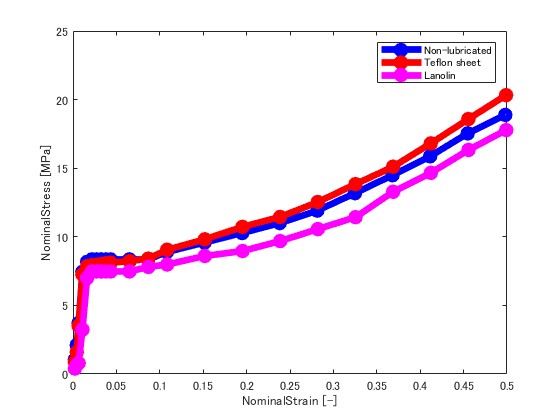 25
20
15
10
5
0
NominalStress [MPa]
Non-lubricated
Teflon sheet
Lanolin
0 0.05 0.1 0.15 0.2 0.25 0.3 0.35 0.4 0.45 0.5
NominalStrain [-]